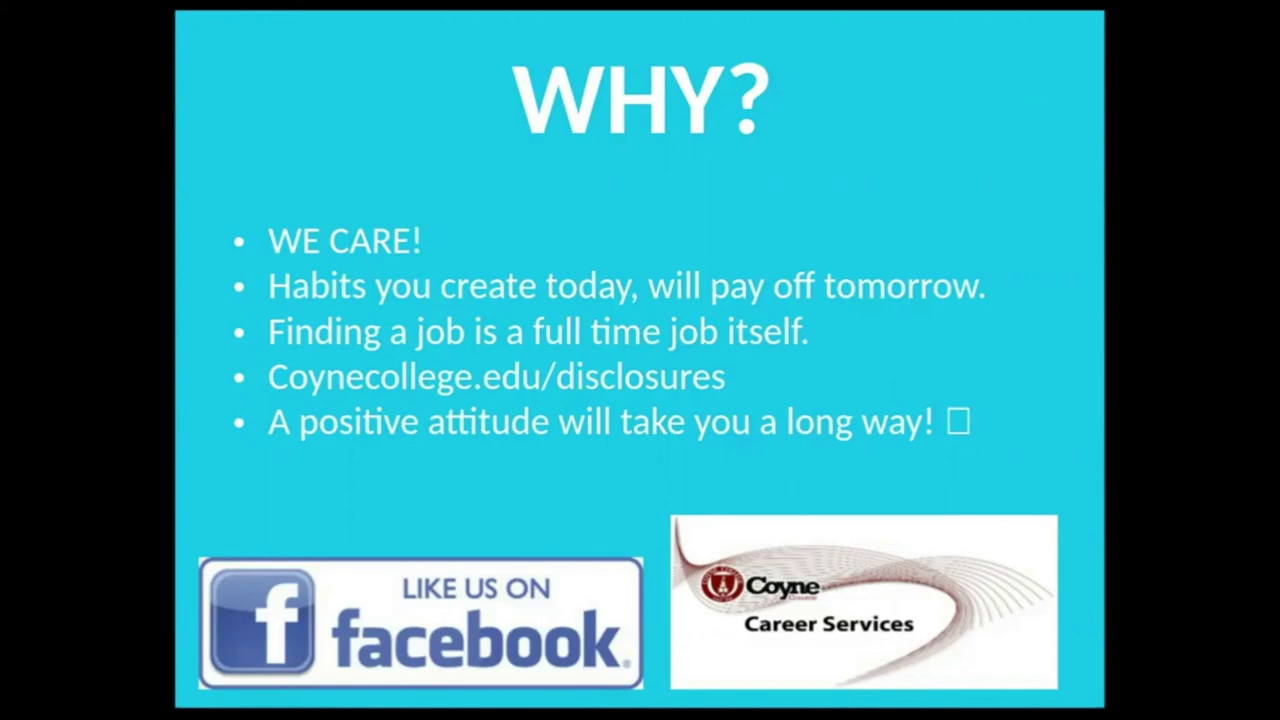 WHY?
• WE CARE!
• Habits you create today, will pay off tomorrow.
• Finding a job is a full time job itself.
• Coynecollege.edu/disclosures
• A positive attitude will take you a long way! □
LIKE US ON
facebook®
Coyne
Career Services